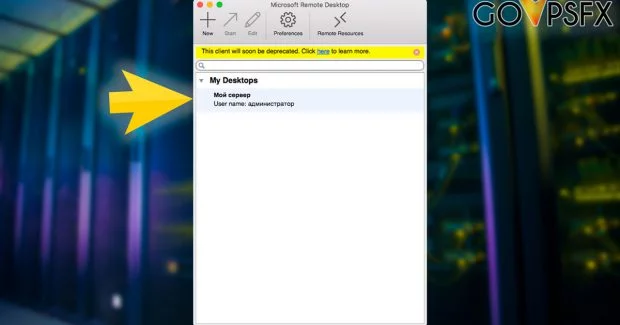 Microsoft Remote Desktop
GOVPSFX
New Start Edit Preferences Remote Resources
This client will soon be deprecated. Click here to learn more.
My Desktops
Мой сервер
User name: администратор